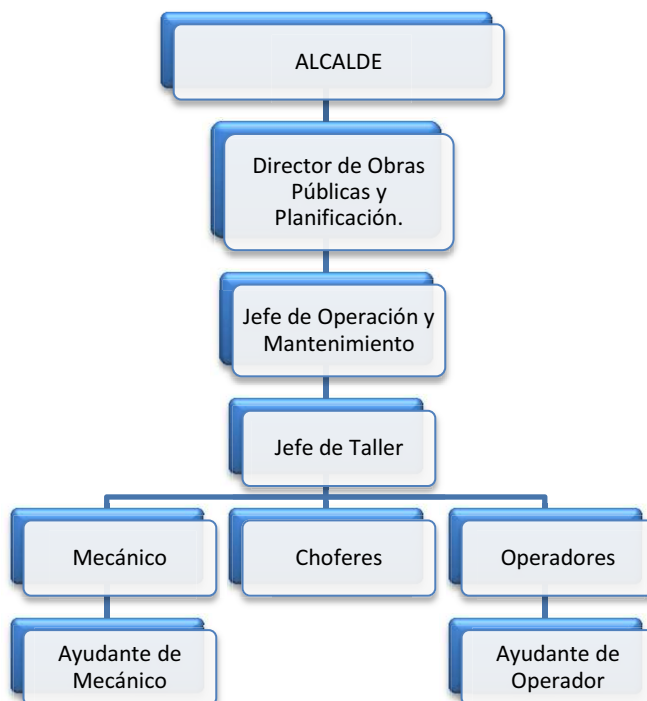 ALCALDE
Director de Obras
Públicas y
Planificación.
Jefe de Operación y
Mantenimiento
Jefe de Taller
Mecánico
Choferes
Operadores
Ayudante de
Mecánico
Ayudante de
Operador